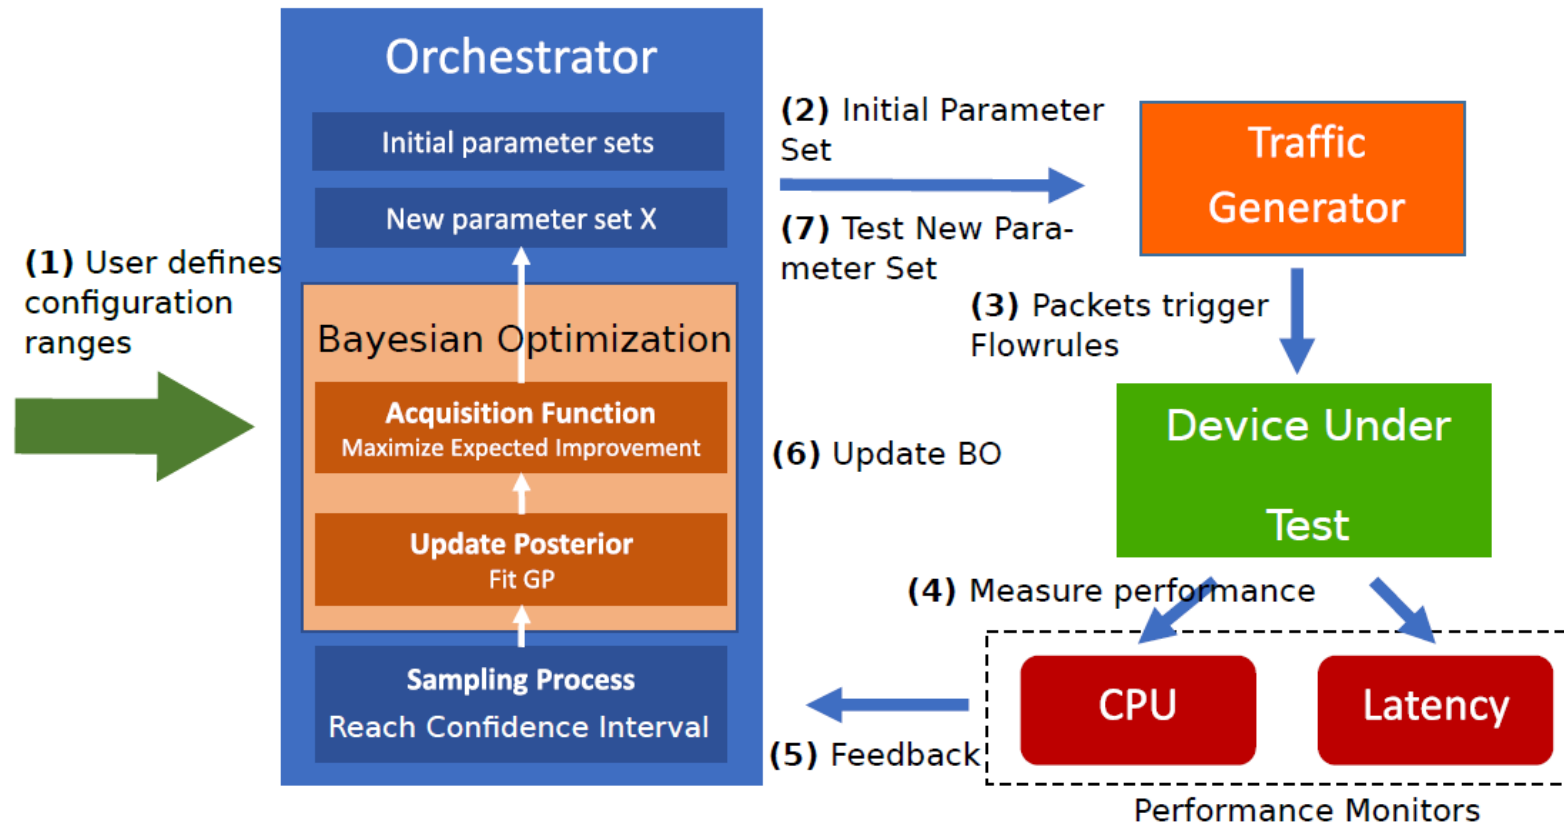 Orchestrator
Initial parameter sets
New parameter set X
(1) User defines
configuration
ranges
Bayesian Optimization
Acquisition Function
Maximize Expected Improvement
Update Posterior
Fit GP
Sampling Process
Reach Confidence Interval
(2) Initial Parameter
Set
(7) Test New Para-
meter Set
Traffic
Generator
(3) Packets trigger
Flowrules
Device Under
Test
(6) Update BO
(4) Measure performance
CPU
Latency
(5) Feedback
Performance Monitors